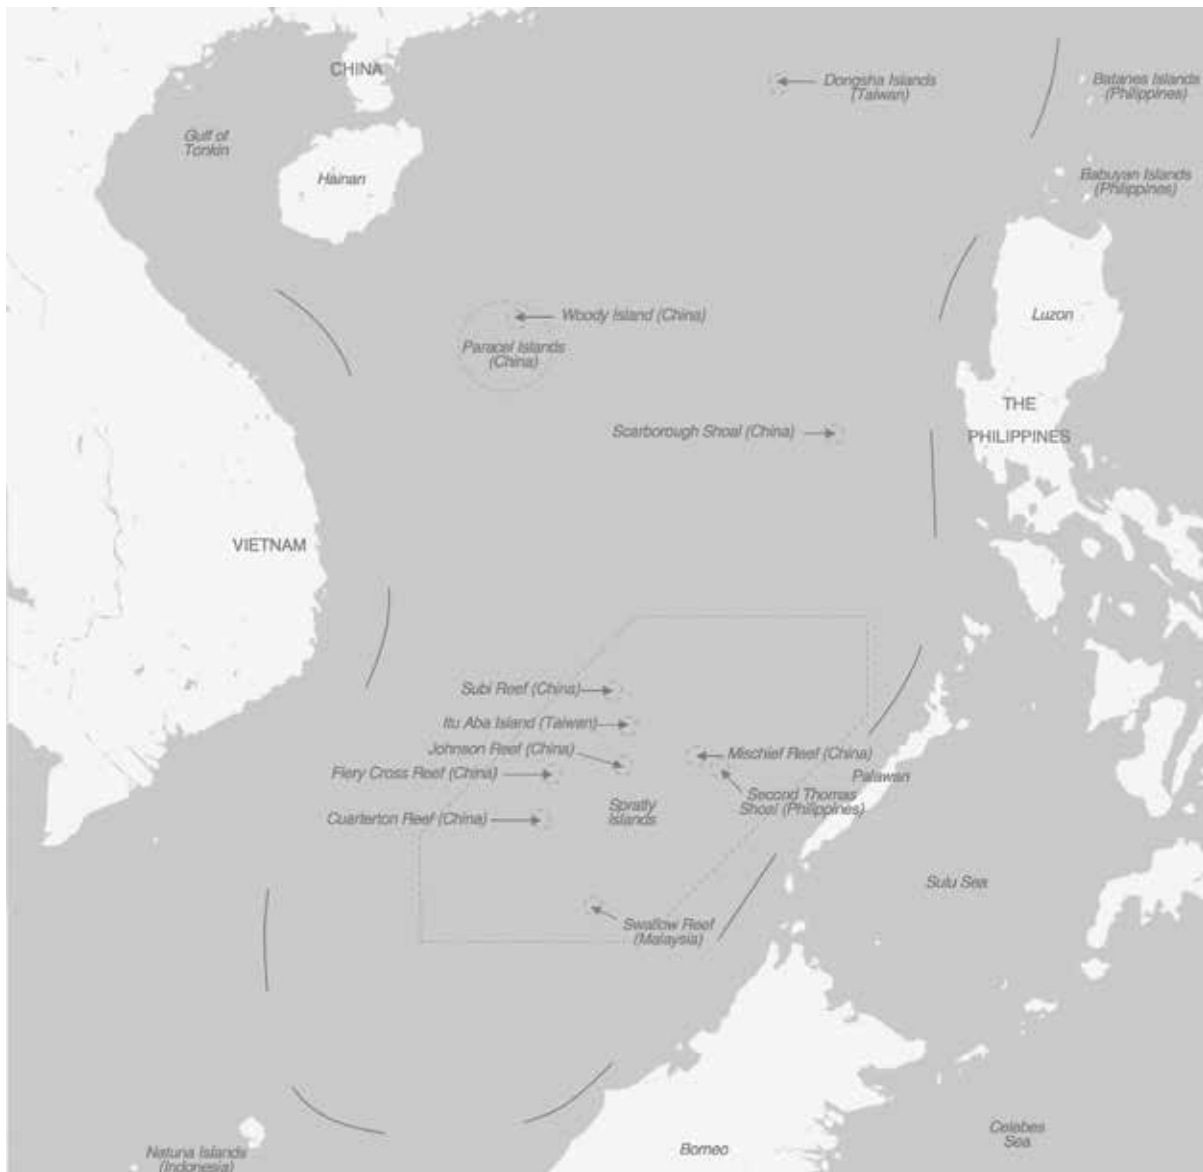 CHINA
Dongsha Islands
(Taiwan)
Batanes Islands
(Philippines)
Gulf of
Tonkin
Hainan
Babuyan Islands
(Philippines)
Woody Island (China)
Luzon
Paracel Islands
(China)
THE
PHILIPPINES
Scarborough Shoal (China)
VIETNAM
Subi Reef (China)
Itu Aba Island (Taiwan)
Johnson Reef (China)
Mischief Reef (China)
Fiery Cross Reef (China)
Palawan
Second Thomas
Shoal (Philippines)
Spratly
Islands
Cuarterton Reef (China)
Sulu Sea
Swallow Reef
(Malaysia)
Celebes
Sea
Borneo
Natuna Islands
(Indonesia)